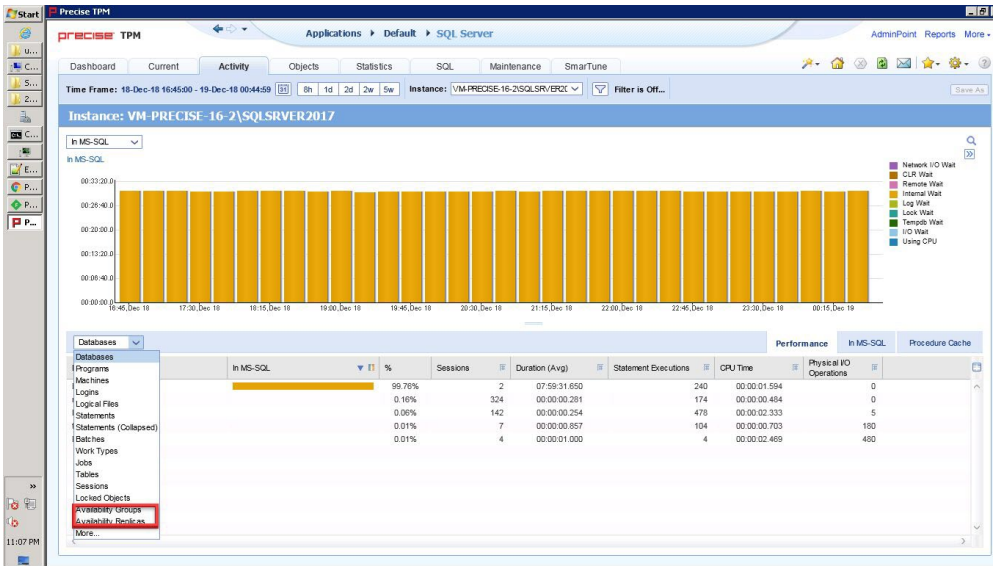 Start
Precise TPM
precise TPM
Applications Default SQL Server
AdminPoint Reports More
Dashboard Current Activity Objects Statistics SQL Maintenance SmarTune
Time Frame: 18-Dec-18 16:45:00 - 19-Dec-18 00:44:59 31 8h 1d 2d 2w 5w Instance: VM-PRECISE-16-2\SQLSRVER2C Filter is Off... Save As
Instance: VM-PRECISE-16-2\SQLSRVER2017
In MS-SQL
In MS-SQL
Network I/O Wait
CLR Wait
Remote Wait
Internal Wait
Log Wait
Lock Wait
Tempdb Wait
I/O Wait
Using CPU
00:33:20.0
00:26:40.0
00:20:00.0
00:13:20.0
00:06:40.0
00:00:00.0
16:45,Dec 18 17:30,Dec 18 18:15,Dec 18 19:00,Dec 18 19:45,Dec 18 20:30,Dec 18 21:15,Dec 18 22:00,Dec 18 22:45,Dec 18 23:30,Dec 18 00:15,Dec 19
Databases
Performance In MS-SQL Procedure Cache
In MS-SQL % Sessions Duration (Avg) Statement Executions CPU Time Physical I/O Operations
99.76% 2 07:59:31.650 240 00:00:01.594 0
0.16% 324 00:00:00.281 174 00:00:00.484 0
0.06% 142 00:00:00.254 478 00:00:02.333 5
0.01% 7 00:00:00.857 104 00:00:00.703 180
0.01% 4 00:00:01.000 4 00:00:02.469 480
Databases
Programs
Machines
Logins
Logical Files
Statements
Statements (Collapsed)
Batches
Work Types
Jobs
Tables
Sessions
Locked Objects
Availability Groups
Availability Replicas
More...
u...
C...
S...
2...
C...
E...
P...
P...
P...
11:07 PM